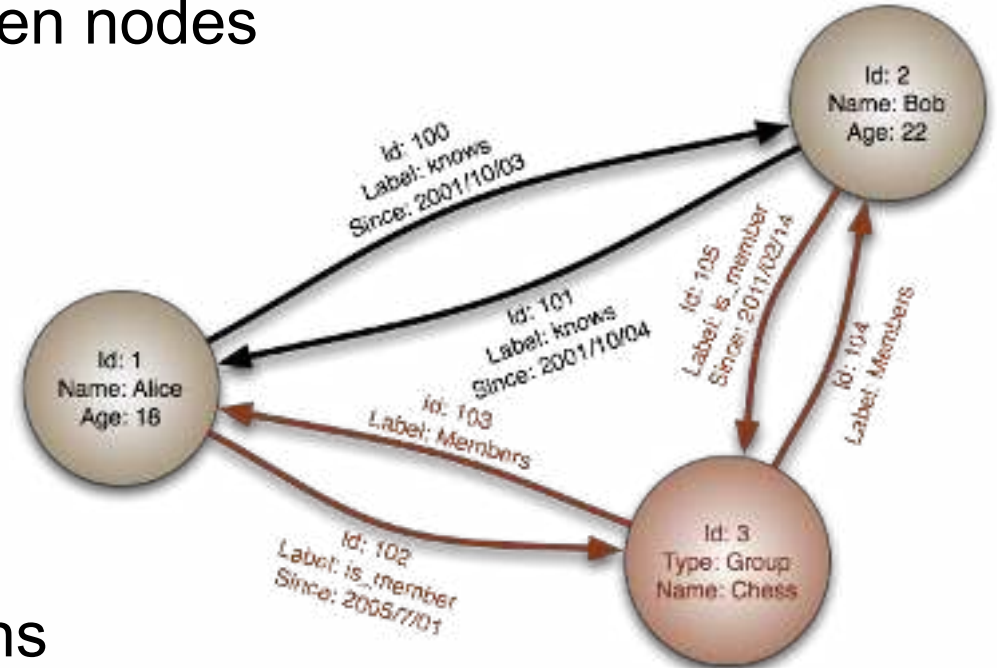 en nodes
Id: 2
Name: Bob
Age: 22
Id: 100
Label: knows
Since: 2001/10/03
Id: 101
Label: knows
Since: 2001/10/04
Id: 105
Label: is_member
Since: 2011/02/14
Id: 104
Label: Members
Id: 1
Name: Alice
Age: 18
Id: 103
Label: Members
Id: 102
Label: is_member
Since: 2005/7/01
Id: 3
Type: Group
Name: Chess
ns